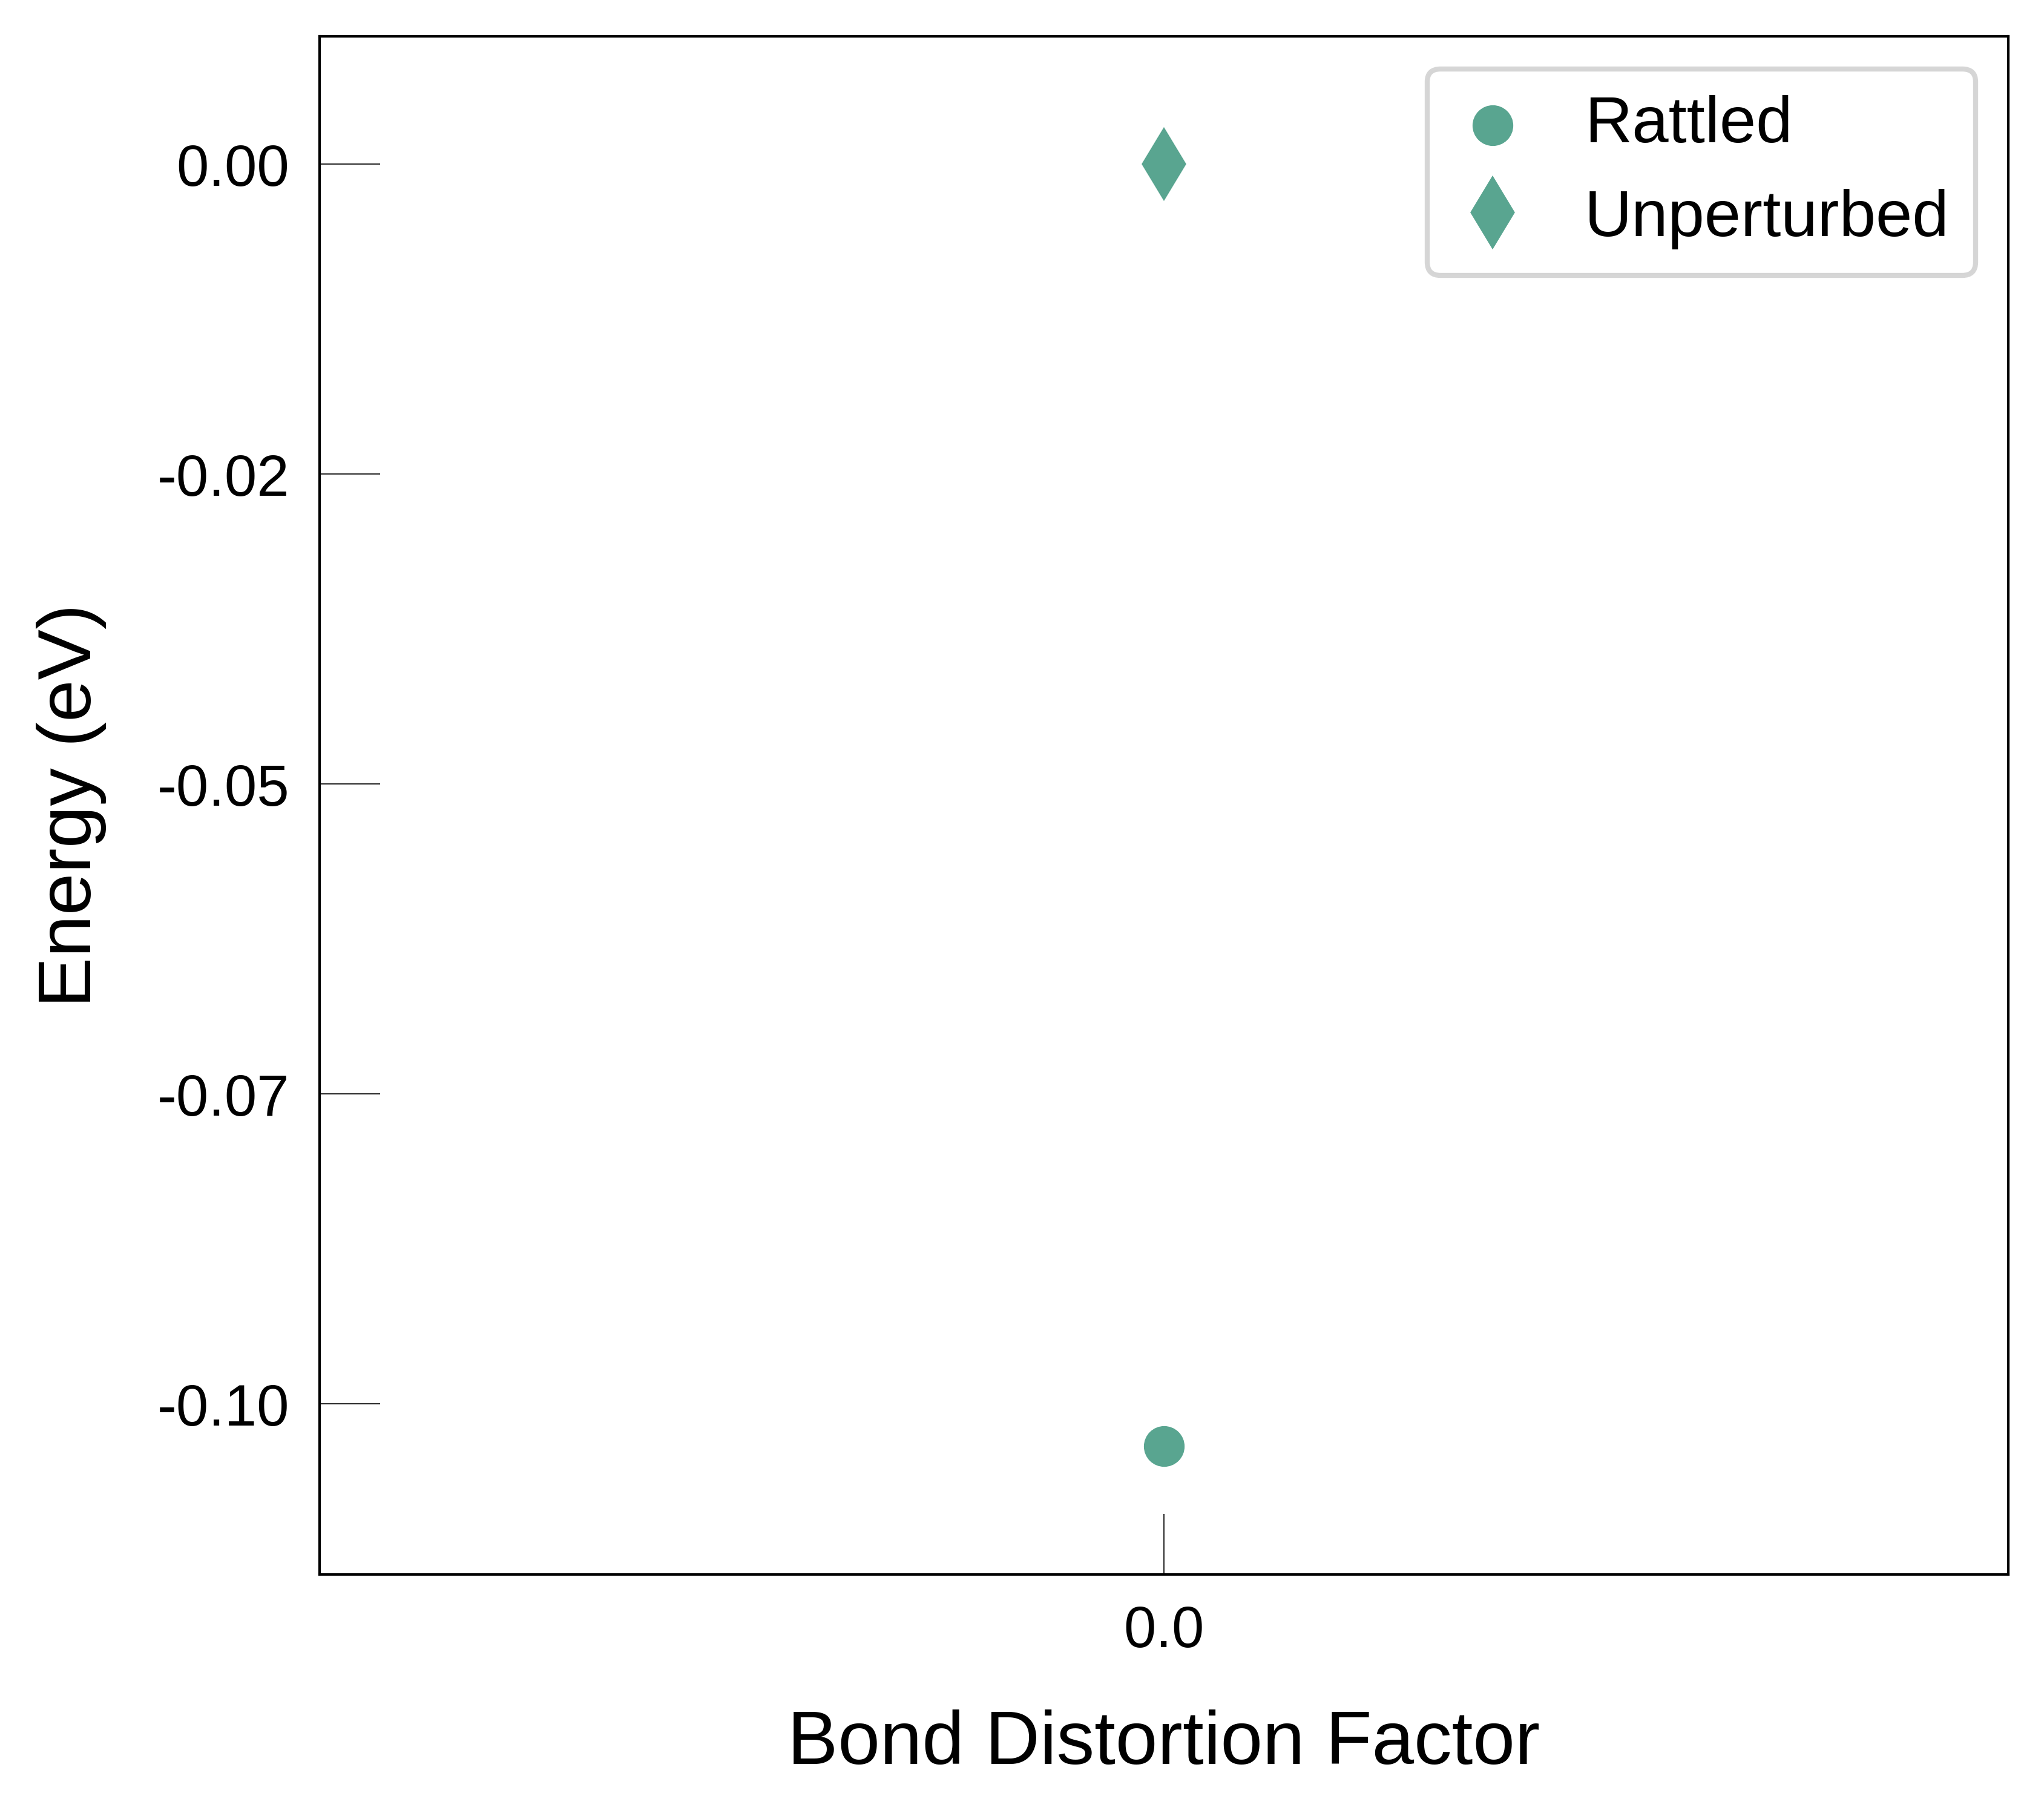 Rattled
Unperturbed
0.00
-0.02
-0.05
-0.07
-0.10
Energy (eV)
0.0
Bond Distortion Factor